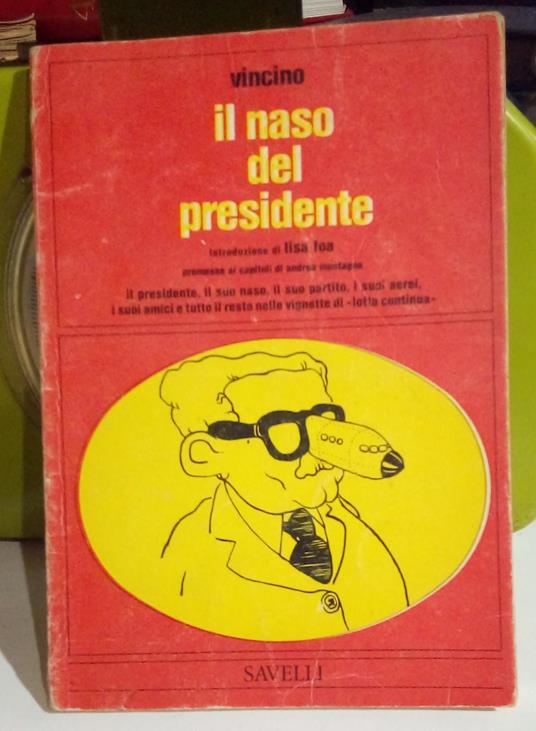 vincino
il naso
del
presidente
introduzione di lisa foa
premesse ai capitoli di andrea montagna
il presidente, il suo naso, il suo partito, i suoi aerei,
i suoi amici e tutto il resto nelle vignette di «lotta continua»
SAVELLI